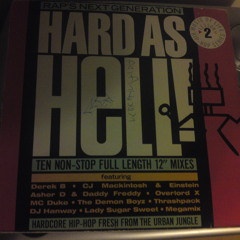 RAP'S NEXT GENERATION
HARD AS
HELL!
2
TEN NON-STOP FULL LENGTH 12" MIXES
featuring
Derek B • CJ Mackintosh & Einstein
Asher D & Daddy Freddy • Overlord X
MC Duke • The Demon Boyz • Thrashpack
DJ Hamway • Lady Sugar Sweet • Megamix
HARDCORE HIP-HOP FRESH FROM THE URBAN JUNGLE